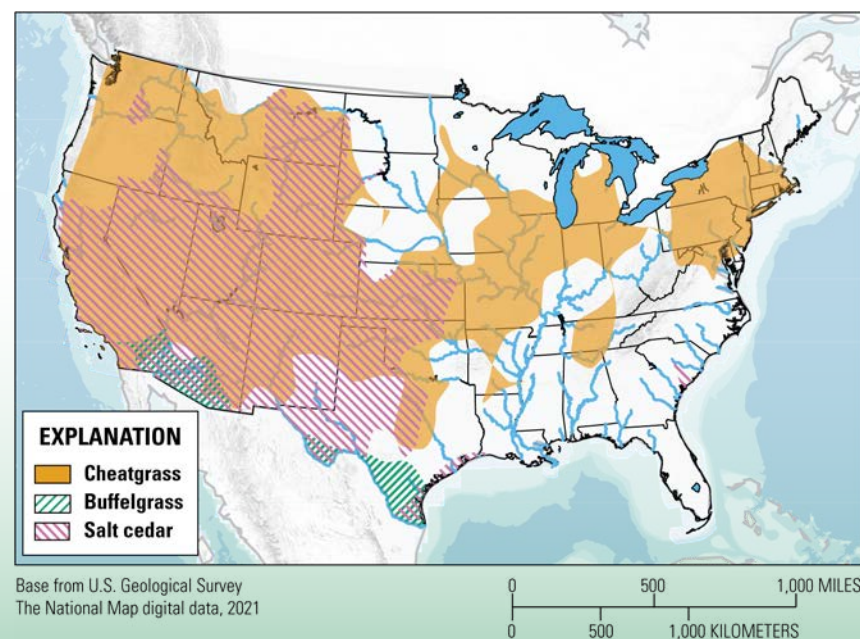 EXPLANATION
Cheatgrass
Buffelgrass
Salt cedar
Base from U.S. Geological Survey
The National Map digital data, 2021
0 500 1,000 MILES
0 500 1,000 KILOMETERS